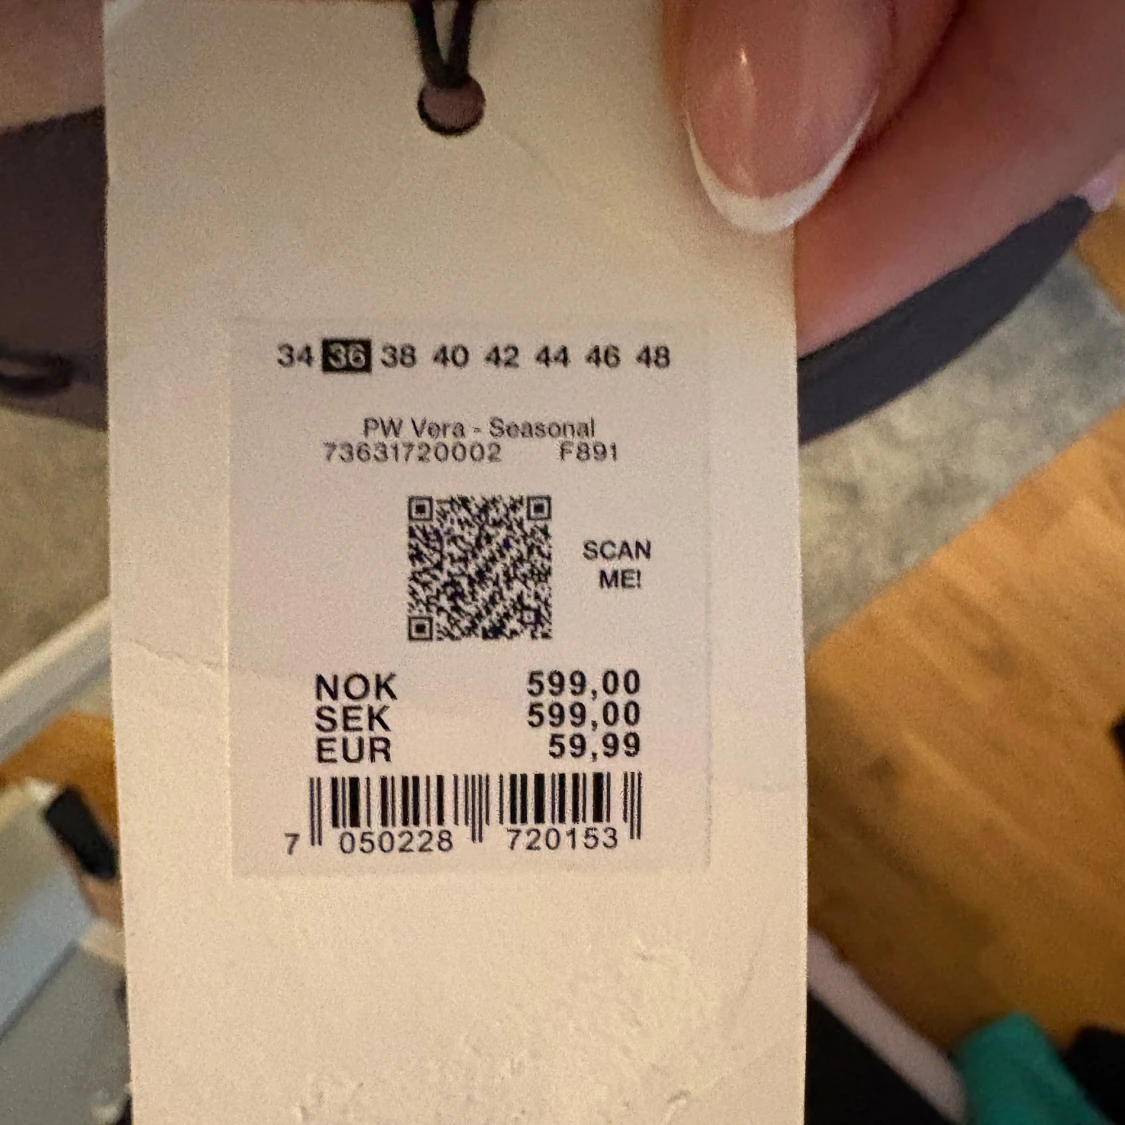 34 36 38 40 42 44 46 48
PW Vera - Seasonal
73631720002 F891
SCAN
ME!
NOK 599,00
SEK 599,00
EUR 59,99
7 050228 720153